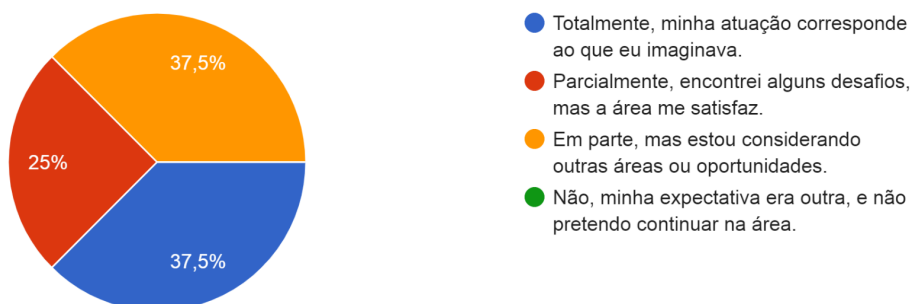 37,5%
25%
37,5%
Totalmente, minha atuação corresponde
ao que eu imaginava.
Parcialmente, encontrei alguns desafios,
mas a área me satisfaz.
Em parte, mas estou considerando
outras áreas ou oportunidades.
Não, minha expectativa era outra, e não
pretendo continuar na área.